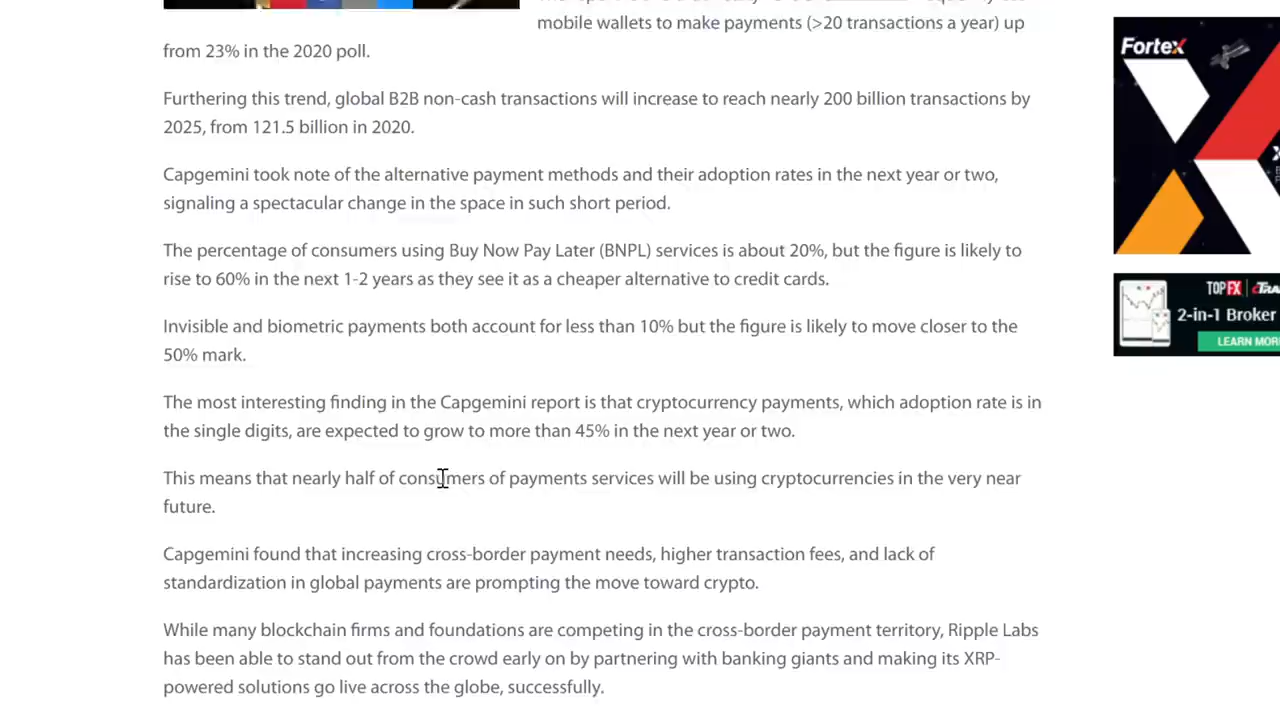 mobile wallets to make payments (>20 transactions a year) up
from 23% in the 2020 poll.
Furthering this trend, global B2B non-cash transactions will increase to reach nearly 200 billion transactions by
2025, from 121.5 billion in 2020.
Capgemini took note of the alternative payment methods and their adoption rates in the next year or two,
signaling a spectacular change in the space in such short period.
The percentage of consumers using Buy Now Pay Later (BNPL) services is about 20%, but the figure is likely to
rise to 60% in the next 1-2 years as they see it as a cheaper alternative to credit cards.
Invisible and biometric payments both account for less than 10% but the figure is likely to move closer to the
50% mark.
The most interesting finding in the Capgemini report is that cryptocurrency payments, which adoption rate is in
the single digits, are expected to grow to more than 45% in the next year or two.
This means that nearly half of consumers of payments services will be using cryptocurrencies in the very near
future.
Capgemini found that increasing cross-border payment needs, higher transaction fees, and lack of
standardization in global payments are prompting the move toward crypto.
While many blockchain firms and foundations are competing in the cross-border payment territory, Ripple Labs
has been able to stand out from the crowd early on by partnering with banking giants and making its XRP-
powered solutions go live across the globe, successfully.
Fortex
TOPFX
2-in-1 Broker
LEARN